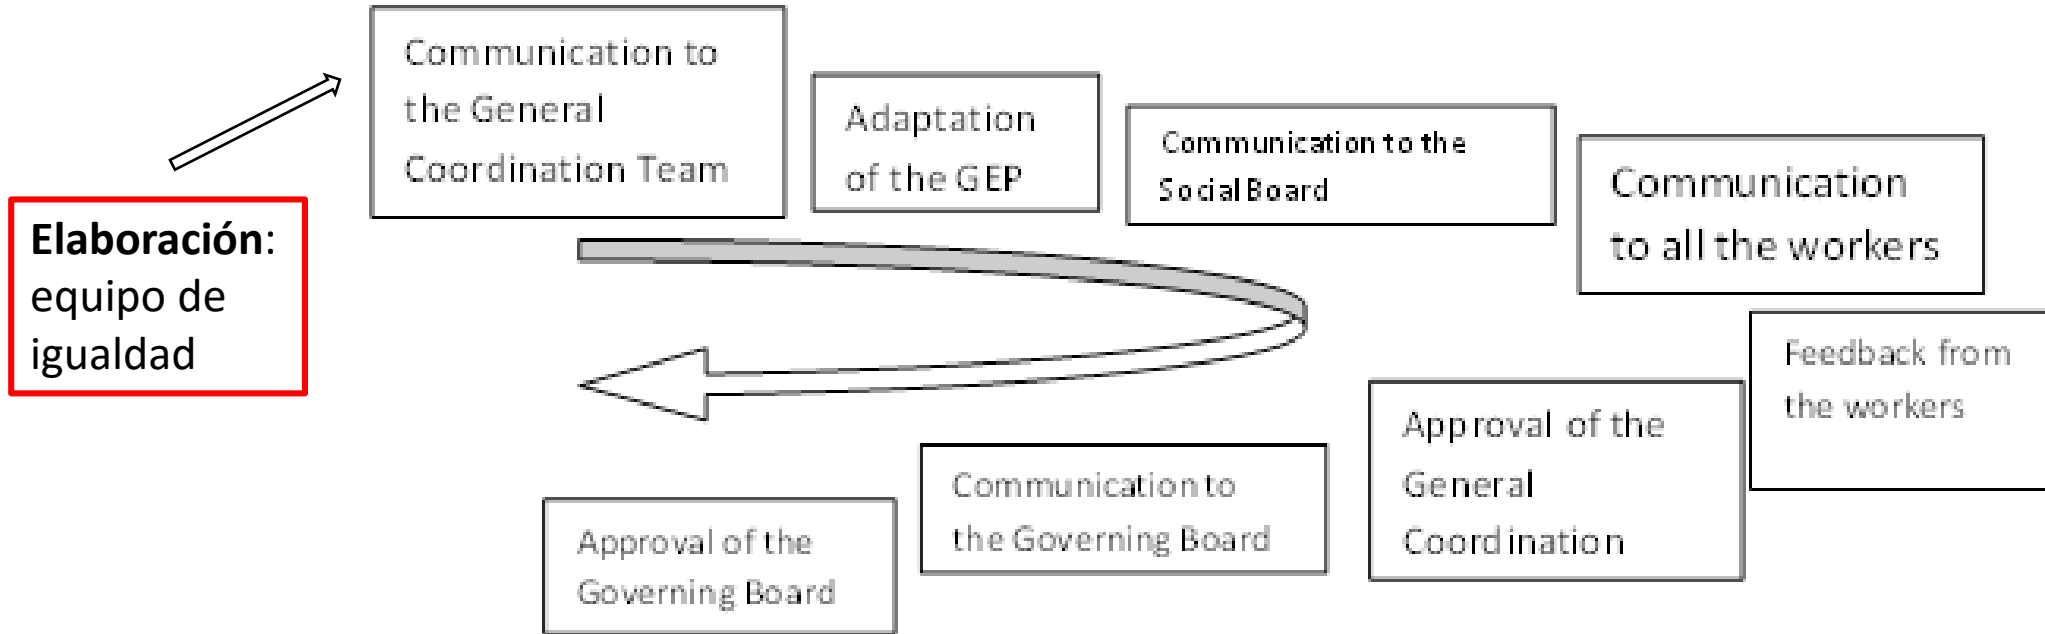 Elaboración:
equipo de
igualdad
Communication to
the General
Coordination Team
Adaptation
of the GEP
Communication to the
Social Board
Communication
to all the workers
Feedback from
the workers
Approval of the
General
Coordination
Communication to
the Governing Board
Approval of the
Governing Board